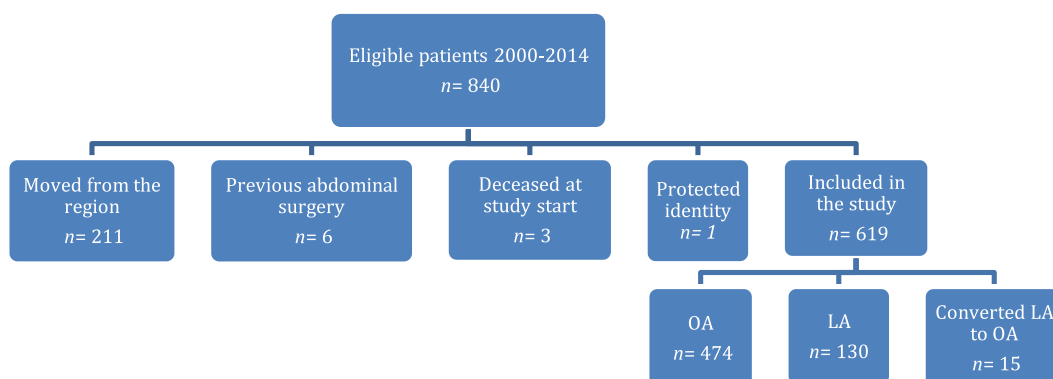 Eligible patients 2000-2014
n= 840
Moved from the
region
n= 211
Previous abdominal
surgery
n= 6
Deceased at
study start
n= 3
Protected
identity
n= 1
Included in
the study
n= 619
OA
n= 474
LA
n= 130
Converted LA
to OA
n= 15